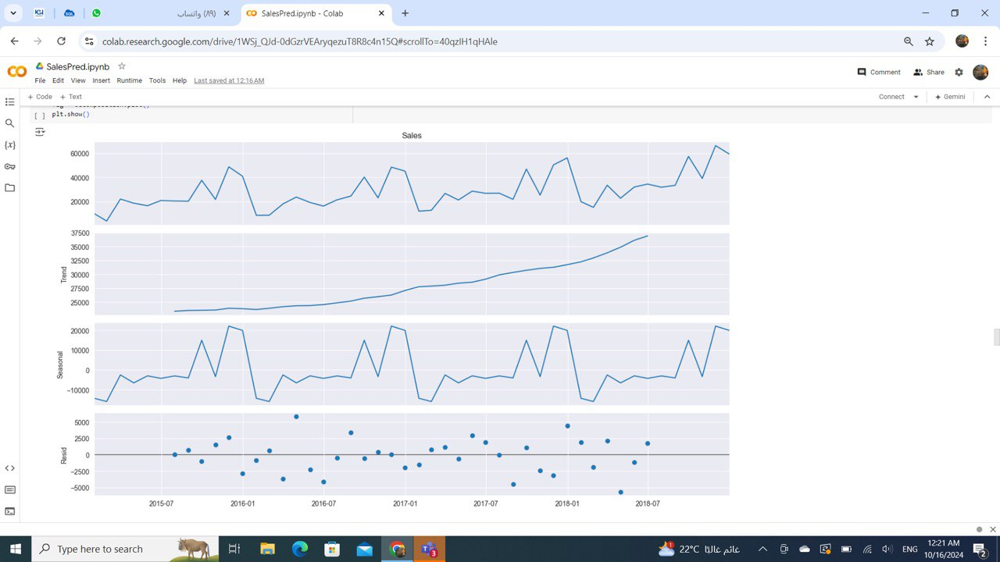 (٨٩) واتساب
SalesPred.ipynb - Colab
colab.research.google.com/drive/1WSj_QJd-0dGzrVEAryqezuT8R8c4n15Q#scrollTo=40qzIH1qHAle
SalesPred.ipynb
Comment
Share
File Edit View Insert Runtime Tools Help Last saved at 12:16 AM
+ Code + Text
Connect
Gemini
[ ] plt.show()
Sales
60000
40000
20000
37500
35000
32500
30000
27500
25000
Trend
20000
10000
0
−10000
Seasonal
5000
2500
0
−2500
−5000
Resid
2015-07 2016-01 2016-07 2017-01 2017-07 2018-01 2018-07
Type here to search
3
1
22°C غائم غالبًا
ENG
12:21 AM
10/16/2024
2